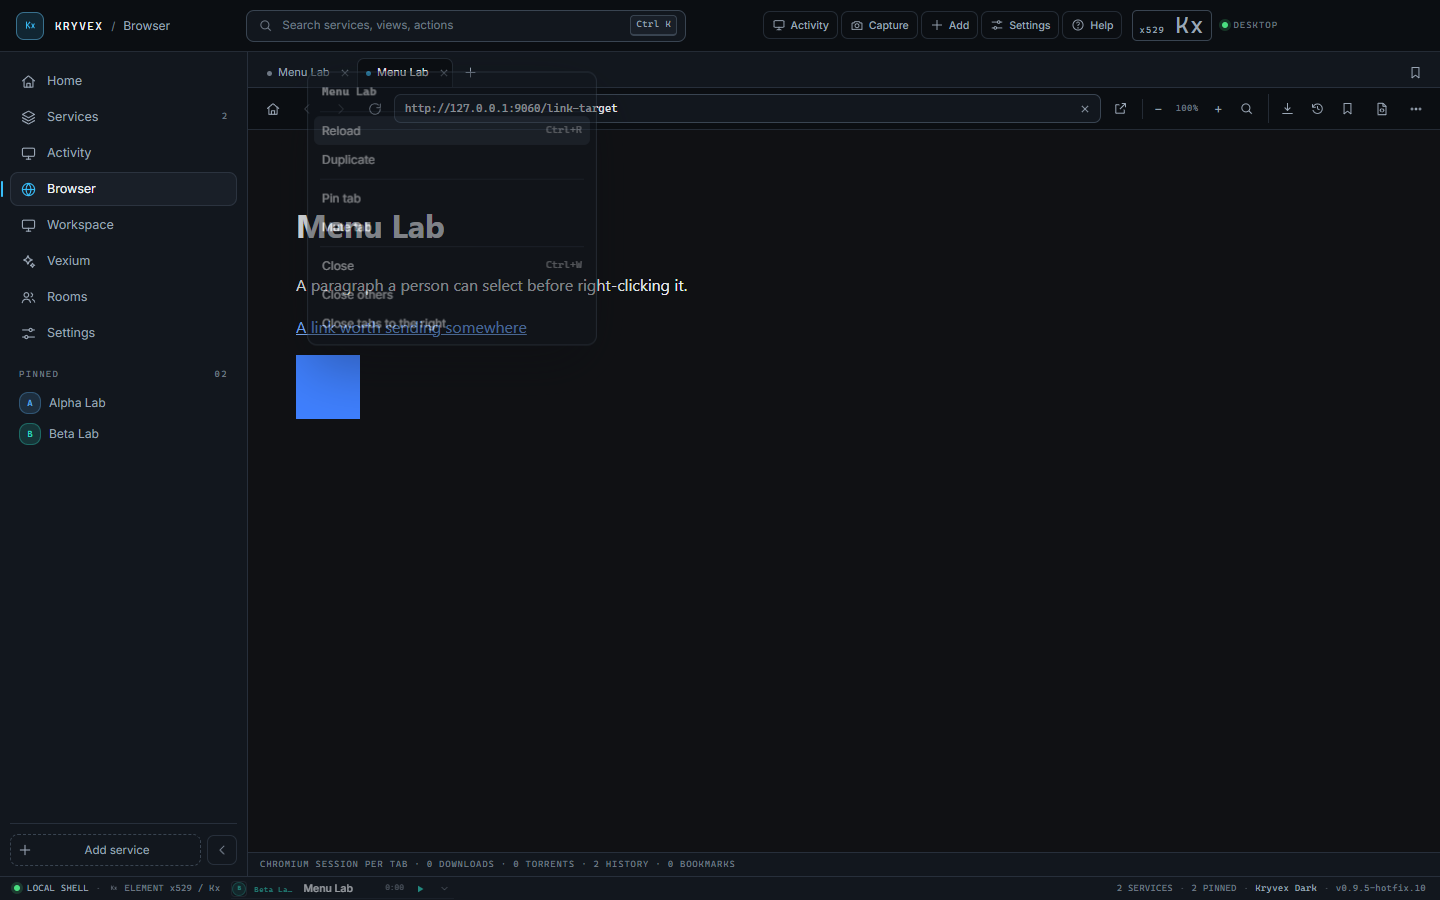 Kx KRYVEX / Browser
Search services, views, actions Ctrl K
Activity Capture Add Settings Help x529 Kx DESKTOP
Home
Services 2
Activity
Browser
Workspace
Vexium
Rooms
Settings
PINNED 02
A Alpha Lab
B Beta Lab
Add service
Menu Lab Menu Lab
http://127.0.0.1:9060/link-target
100%
Menu Lab
Reload Ctrl+R
Duplicate
Pin tab
Mute tab
Close Ctrl+W
Close others
Close tabs to the right
Menu Lab
A paragraph a person can select before right-clicking it.
A link worth sending somewhere
CHROMIUM SESSION PER TAB · 0 DOWNLOADS · 0 TORRENTS · 2 HISTORY · 0 BOOKMARKS
LOCAL SHELL · Kx ELEMENT x529 / Kx B Beta La… Menu Lab 0:00
2 SERVICES · 2 PINNED · Kryvex Dark · v0.9.5-hotfix.10